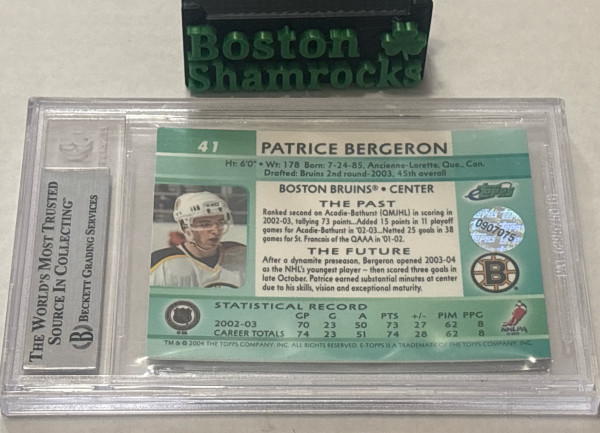 Boston
Shamrocks
THE WORLD'S MOST TRUSTED
SOURCE IN COLLECTING™
BECKETT GRADING SERVICES
41 PATRICE BERGERON
Ht: 6'0" • Wt: 178 Born: 7-24-85, Ancienne-Lorette, Que., Can.
Drafted: Bruins 2nd round-2003, 45th overall
BOSTON BRUINS® • CENTER
THE PAST
Ranked second on Acadie-Bathurst (QMJHL) in scoring in
2002-03, tallying 73 points...Added 15 points in 11 playoff
games for Acadie-Bathurst in '02-03...Netted 25 goals in 38
games for St. Francois of the QAAA in '01-02.
THE FUTURE
After a dynamite preseason, Bergeron opened 2003-04
as the NHL's youngest player – then scored three goals in
late October. Patrice earned substantial minutes at center
due to his skills, vision and exceptional maturity.
etopps
0907075
B
STATISTICAL RECORD
GP G A PTS +/- PIM PPG
2002-03 70 23 50 73 27 62 8
CAREER TOTALS 74 23 51 74 28 62 8
NHLPA
TM & © 2004 THE TOPPS COMPANY, INC. ALL RIGHTS RESERVED. E-TOPPS IS A TRADEMARK OF THE TOPPS COMPANY, INC.